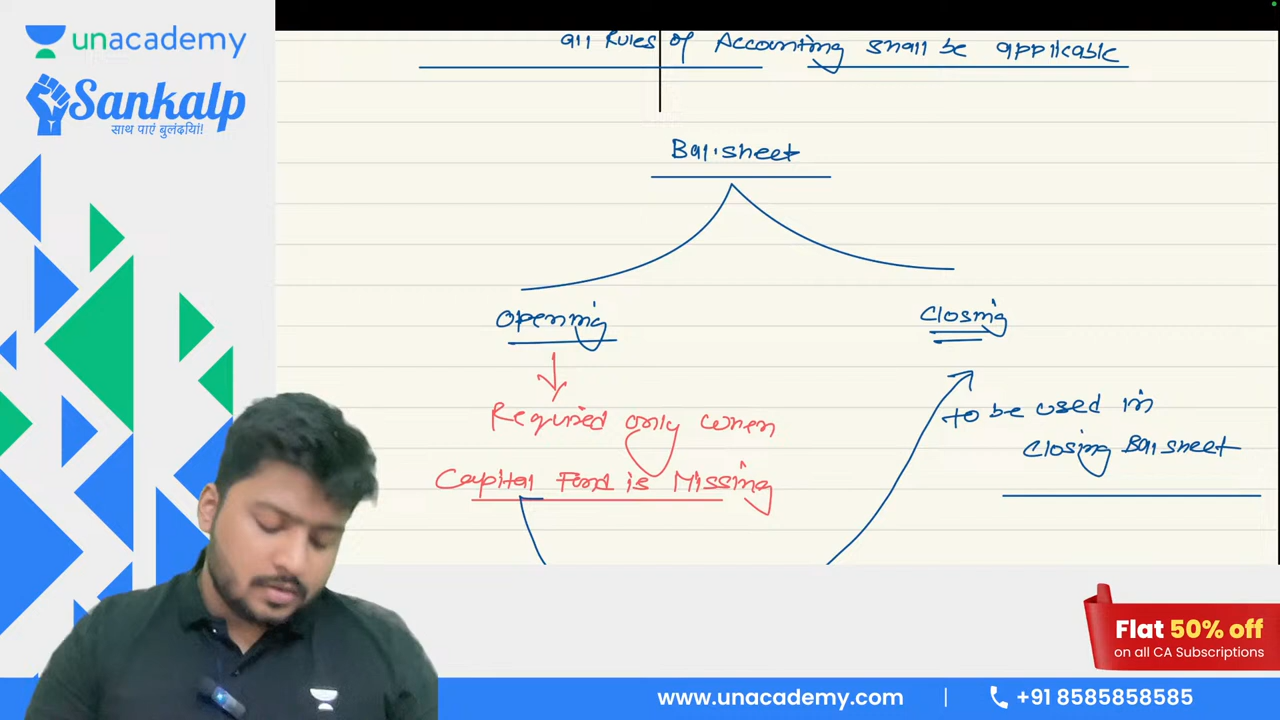 unacademy
Sankalp
साथ पाएं बुलंदियां!
all Rules of Accounting shall be applicable
Bal.sheet
Opening
Closing
Required only when
Capital Fund is Missing
to be used in
Closing Bal sheet
Flat 50% off
on all CA Subscriptions
www.unacademy.com | +91 8585858585